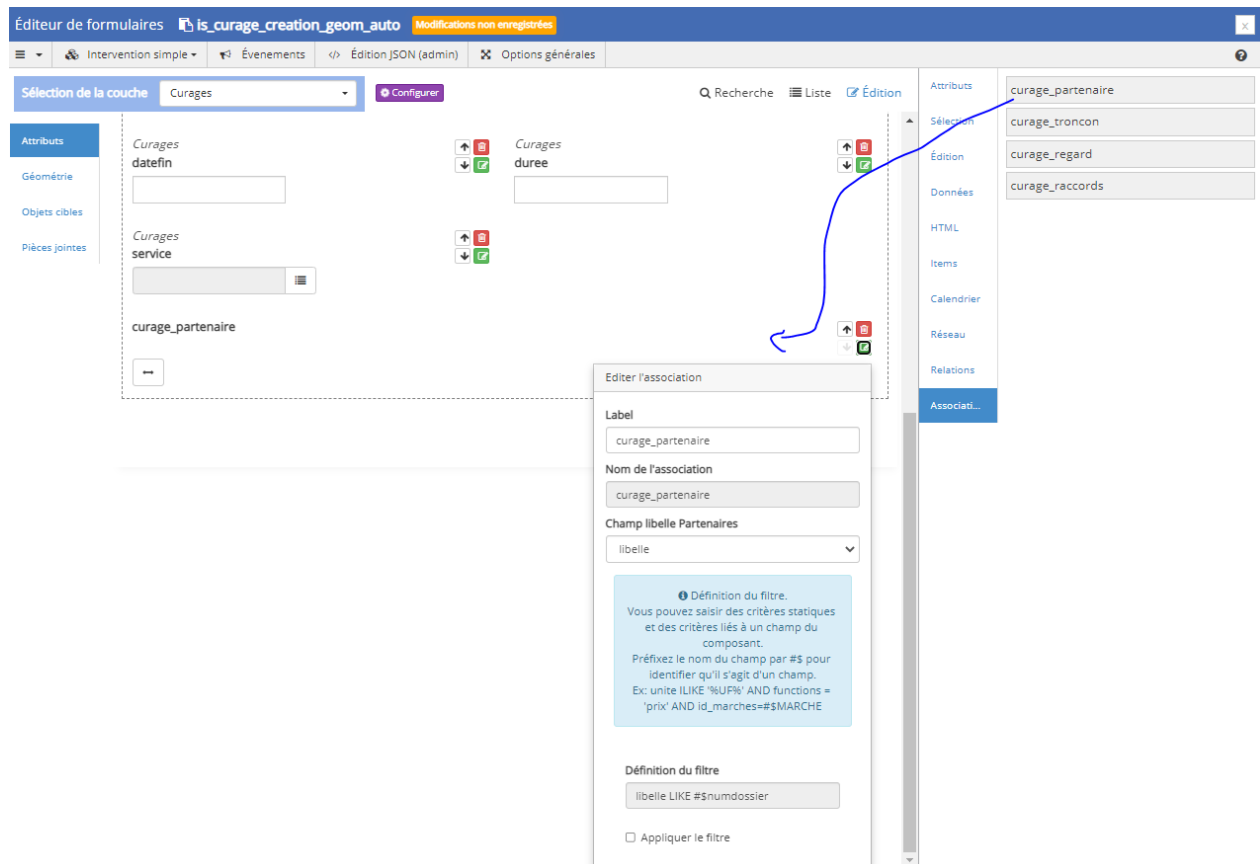 Éditeur de formulaires is_curage_creation_geom_auto Modifications non enregistrées x
Intervention simple Évenements </> Édition JSON (admin) Options générales
Sélection de la couche Curages Configurer Recherche Liste Édition
Attributs
Géométrie
Objets cibles
Pièces jointes
Curages
datefin
Curages
duree
Curages
service
curage_partenaire
Editer l'association
Label
curage_partenaire
Nom de l'association
curage_partenaire
Champ libelle Partenaires
libelle
Définition du filtre.
Vous pouvez saisir des critères statiques
et des critères liés à un champ du
composant.
Préfixez le nom du champ par #$ pour
identifier qu'il s'agit d'un champ.
Ex: unite ILIKE '%UF%' AND functions =
'prix' AND id_marches=#$MARCHE
Définition du filtre
libelle LIKE #$numdossier
Appliquer le filtre
Attributs
Sélection
Édition
Données
HTML
Items
Calendrier
Réseau
Relations
Associati...
curage_partenaire
curage_troncon
curage_regard
curage_raccords